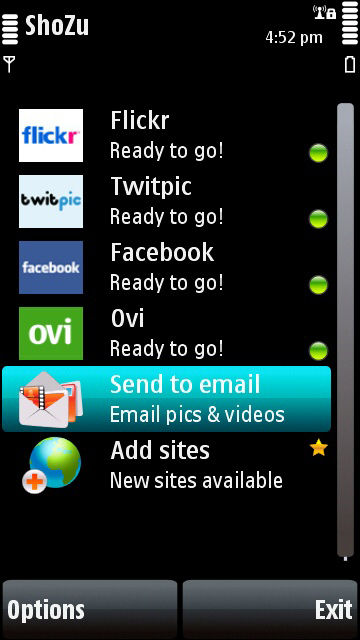 ShoZu
4:52 pm
flickr
Flickr
Ready to go!
twitpic
Twitpic
Ready to go!
facebook
Facebook
Ready to go!
ovi
Ovi
Ready to go!
Send to email
Email pics & videos
Add sites
New sites available
Options
Exit